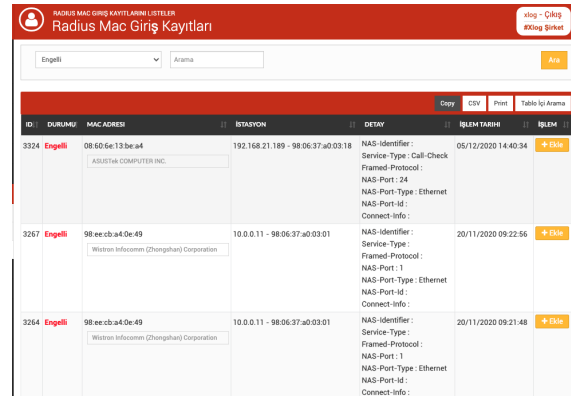 RADIUS MAC GİRİŞ KAYITLARINI LİSTELER
Radius Mac Giriş Kayıtları
xlog - Çıkış
#Xlog Şirket
Engelli
Arama
Ara
Copy CSV Print Tablo İçi Arama
ID DURUMU MAC ADRESI İSTASYON DETAY İŞLEM TARIHI İŞLEM
3324 Engelli 08:60:6e:13:be:a4 192.168.21.189 - 98:06:37:a0:03:18 NAS-Identifier : 05/12/2020 14:40:34 + Ekle
Service-Type : Call-Check
ASUSTek COMPUTER INC.
Framed-Protocol :
NAS-Port : 24
NAS-Port-Type : Ethernet
NAS-Port-Id :
Connect-Info :
3267 Engelli 98:ee:cb:a4:0e:49 10.0.0.11 - 98:06:37:a0:03:01 NAS-Identifier : 20/11/2020 09:22:56 + Ekle
Service-Type :
Wistron Infocomm (Zhongshan) Corporation
Framed-Protocol :
NAS-Port : 1
NAS-Port-Type : Ethernet
NAS-Port-Id :
Connect-Info :
3264 Engelli 98:ee:cb:a4:0e:49 10.0.0.11 - 98:06:37:a0:03:01 NAS-Identifier : 20/11/2020 09:21:48 + Ekle
Service-Type :
Wistron Infocomm (Zhongshan) Corporation
Framed-Protocol :
NAS-Port : 1
NAS-Port-Type : Ethernet
NAS-Port-Id :
Connect-Info :